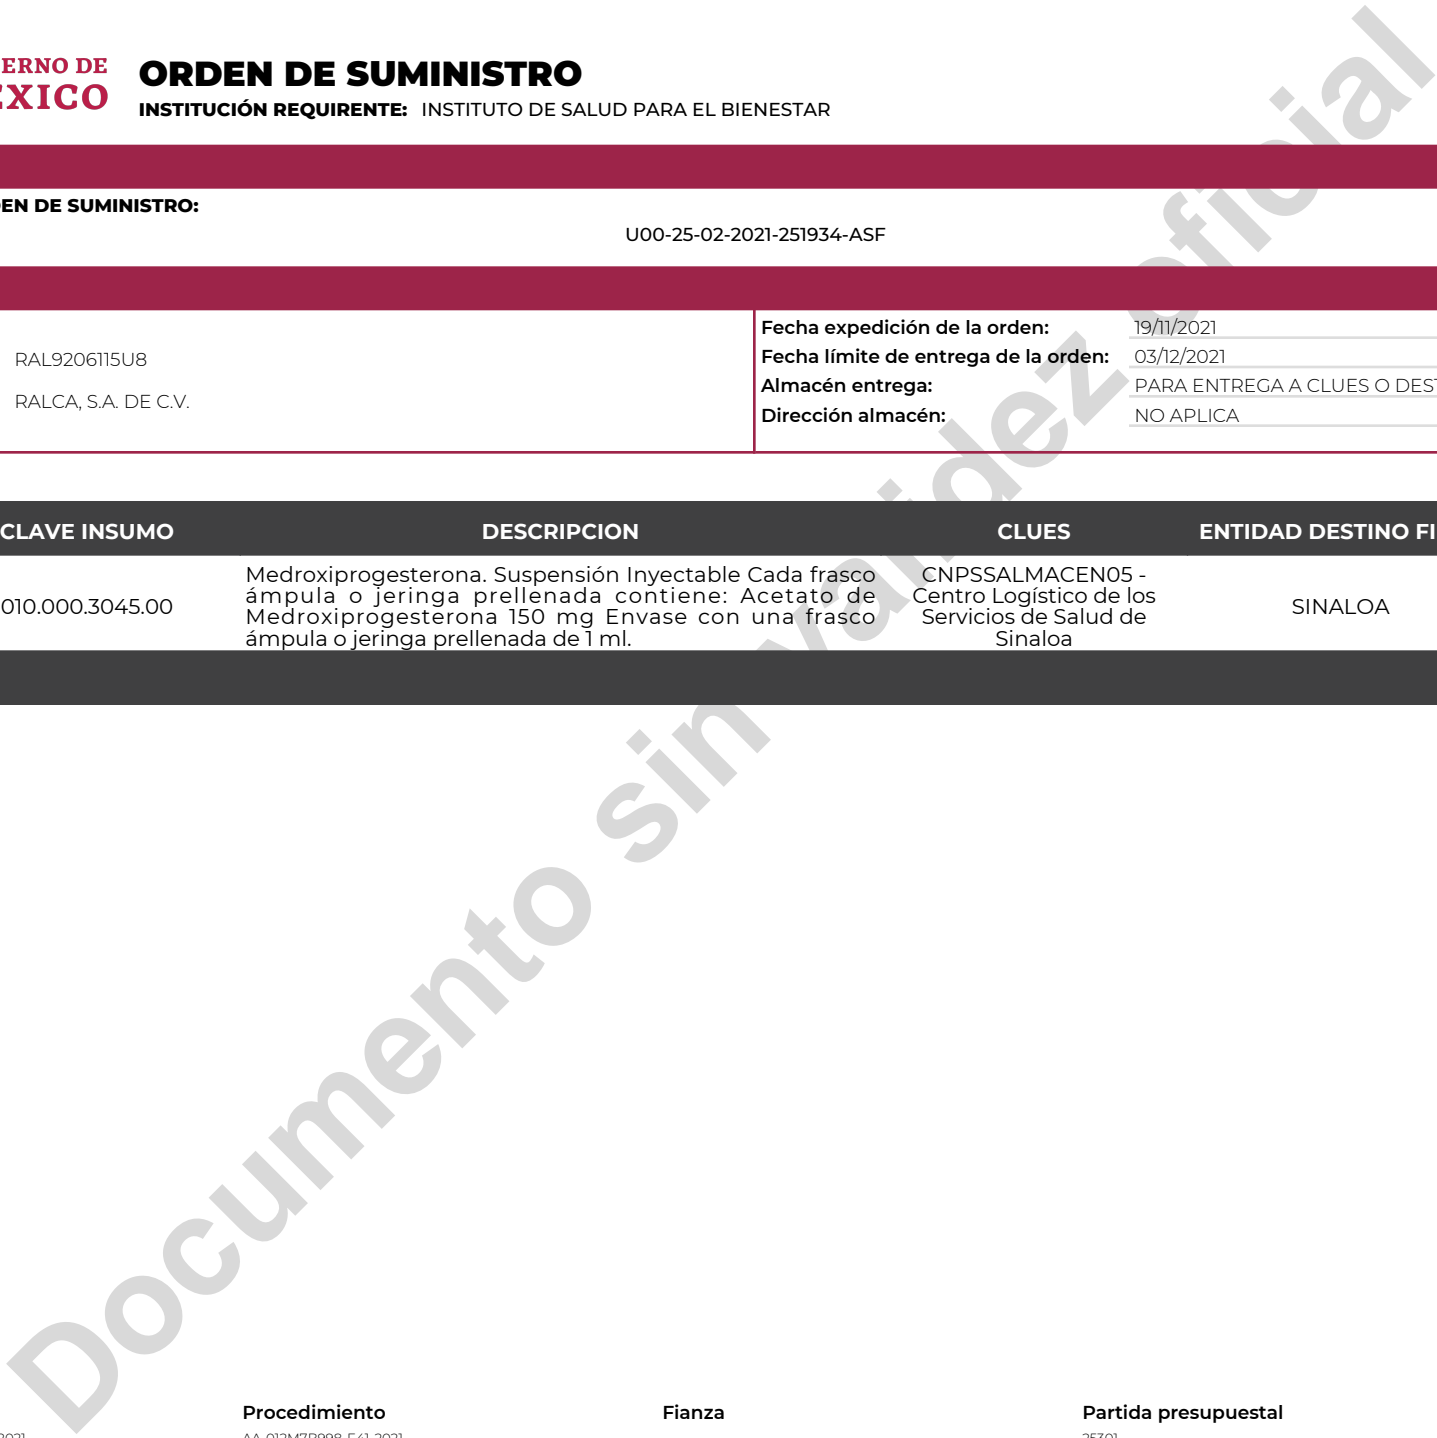 ERNO DE
ORDEN DE SUMINISTRO
INSTITUCIÓN REQUIRENTE: INSTITUTO DE SALUD PARA EL BIENESTAR
EXICO
EN DE SUMINISTRO:
U00-25-02-2021-251934-ASF
RAL9206115U8
RALCA, S.A. DE C.V.
Fecha expedición de la orden: 19/11/2021
Fecha límite de entrega de la orden: 03/12/2021
Almacén entrega: PARA ENTREGA A CLUES O DEST
Dirección almacén: NO APLICA
CLAVE INSUMO DESCRIPCION CLUES ENTIDAD DESTINO FI
010.000.3045.00
Medroxiprogesterona. Suspensión Inyectable Cada frasco
ámpula o jeringa prellenada contiene: Acetato de
Medroxiprogesterona 150 mg Envase con una frasco
ámpula o jeringa prellenada de 1 ml.
CNPSSALMACEN05 -
Centro Logístico de los
Servicios de Salud de
Sinaloa
SINALOA
Documento sin validez oficial
Procedimiento Fianza Partida presupuestal